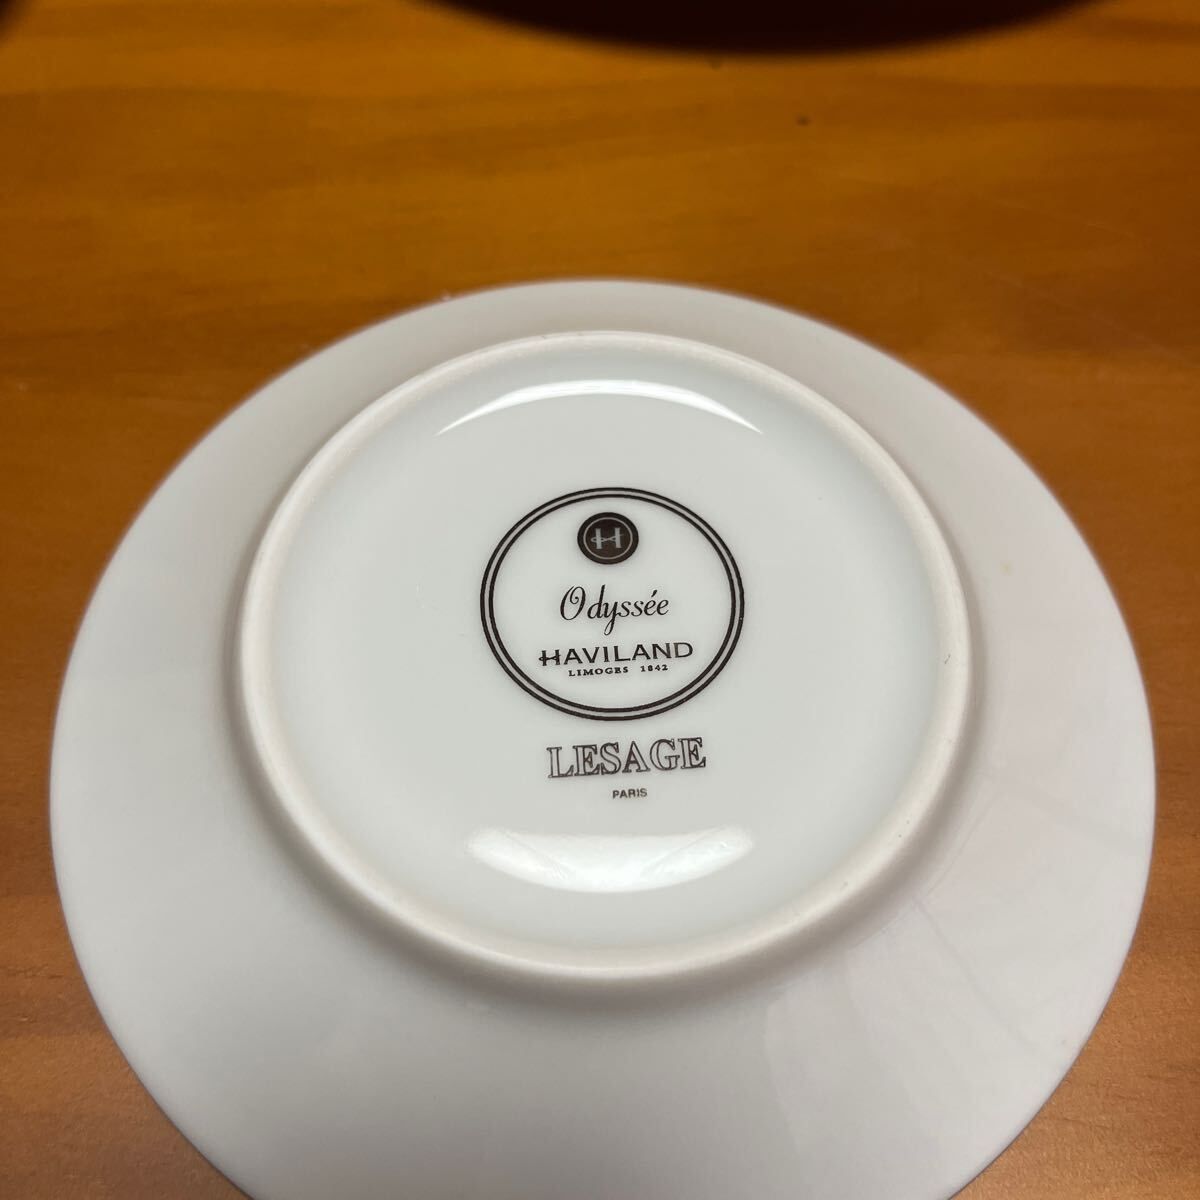 H
Odyssée
HAVILAND
LIMOGES 1842
LESAGE
PARIS